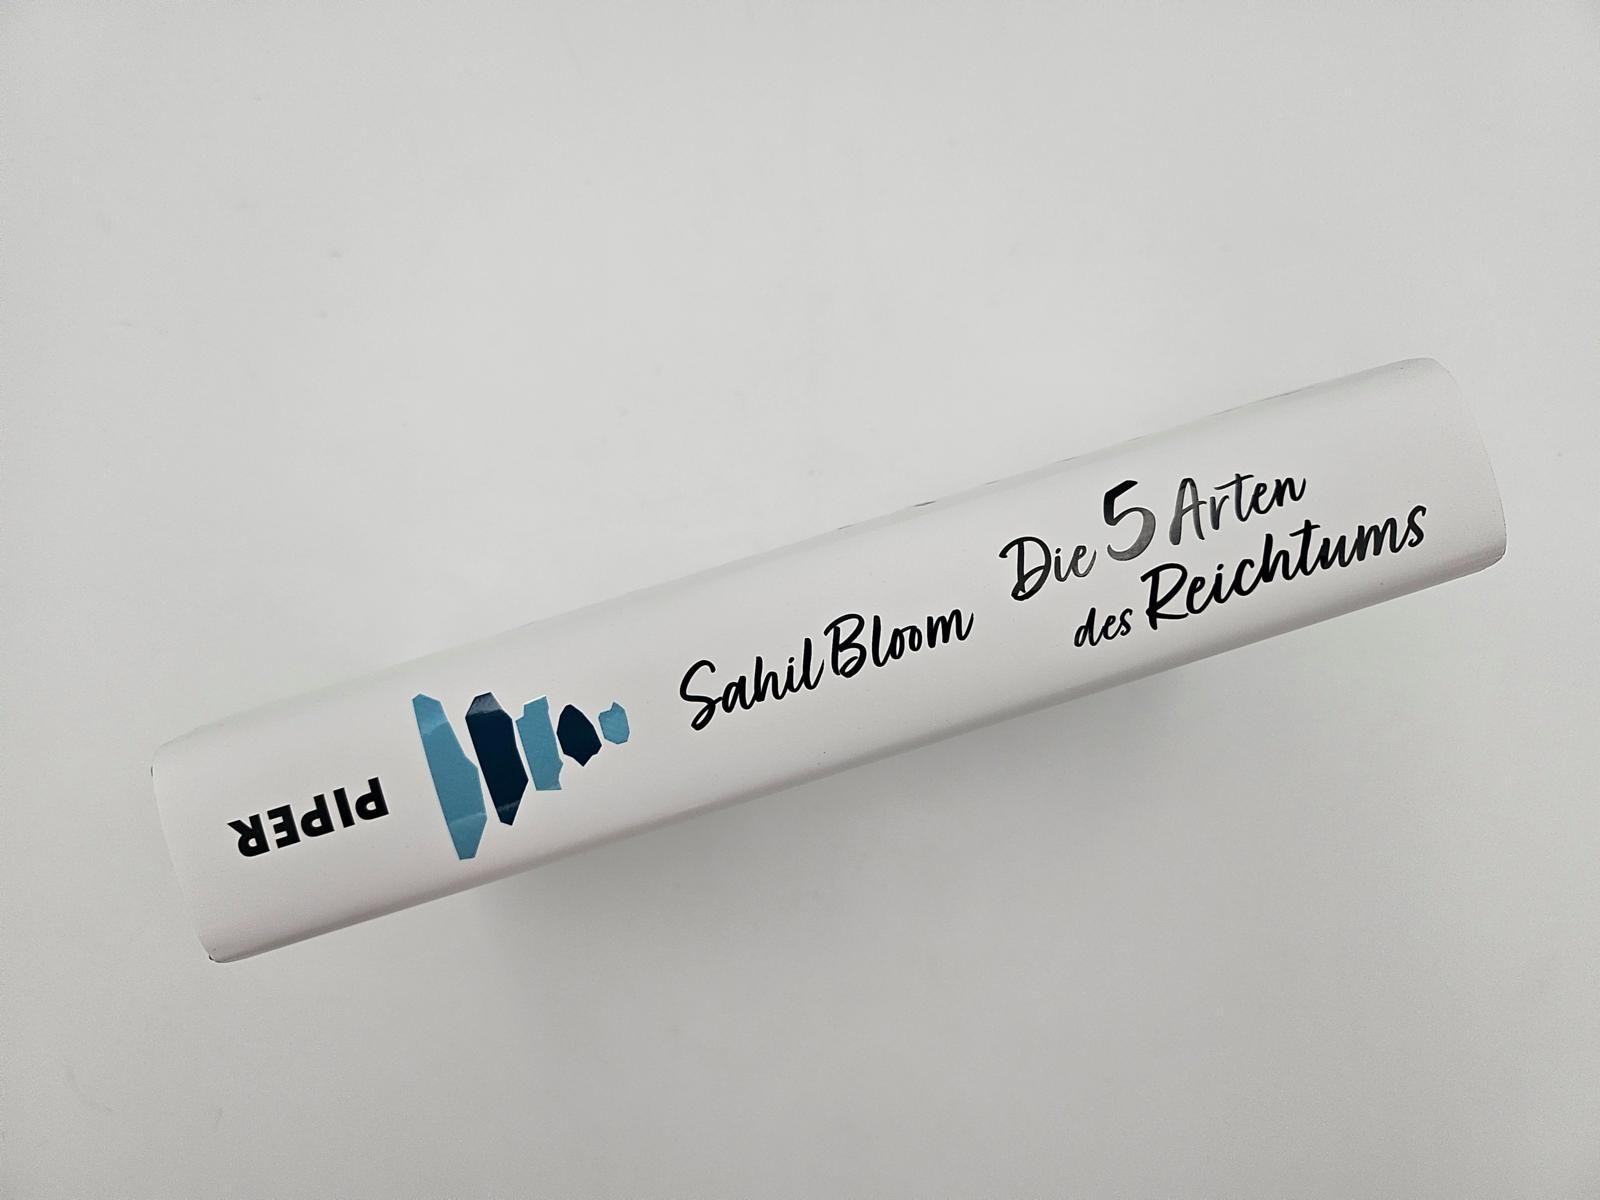 Sahil Bloom
Die 5 Arten
des Reichtums
PIPER